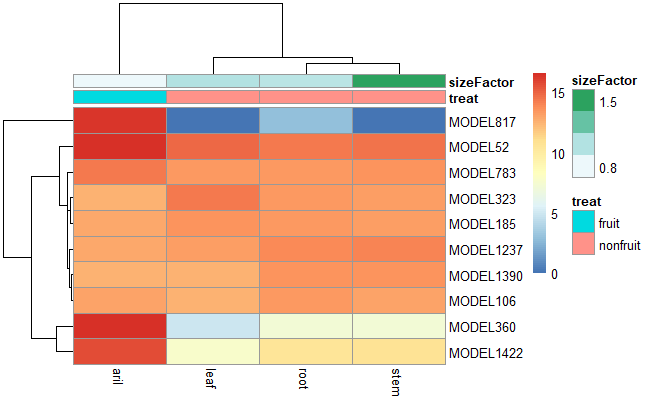 sizeFactor
treat
MODEL817
MODEL52
MODEL783
MODEL323
MODEL185
MODEL1237
MODEL1390
MODEL106
MODEL360
MODEL1422
aril
leaf
root
stem
15
10
5
0
sizeFactor
1.5
0.8
treat
fruit
nonfruit